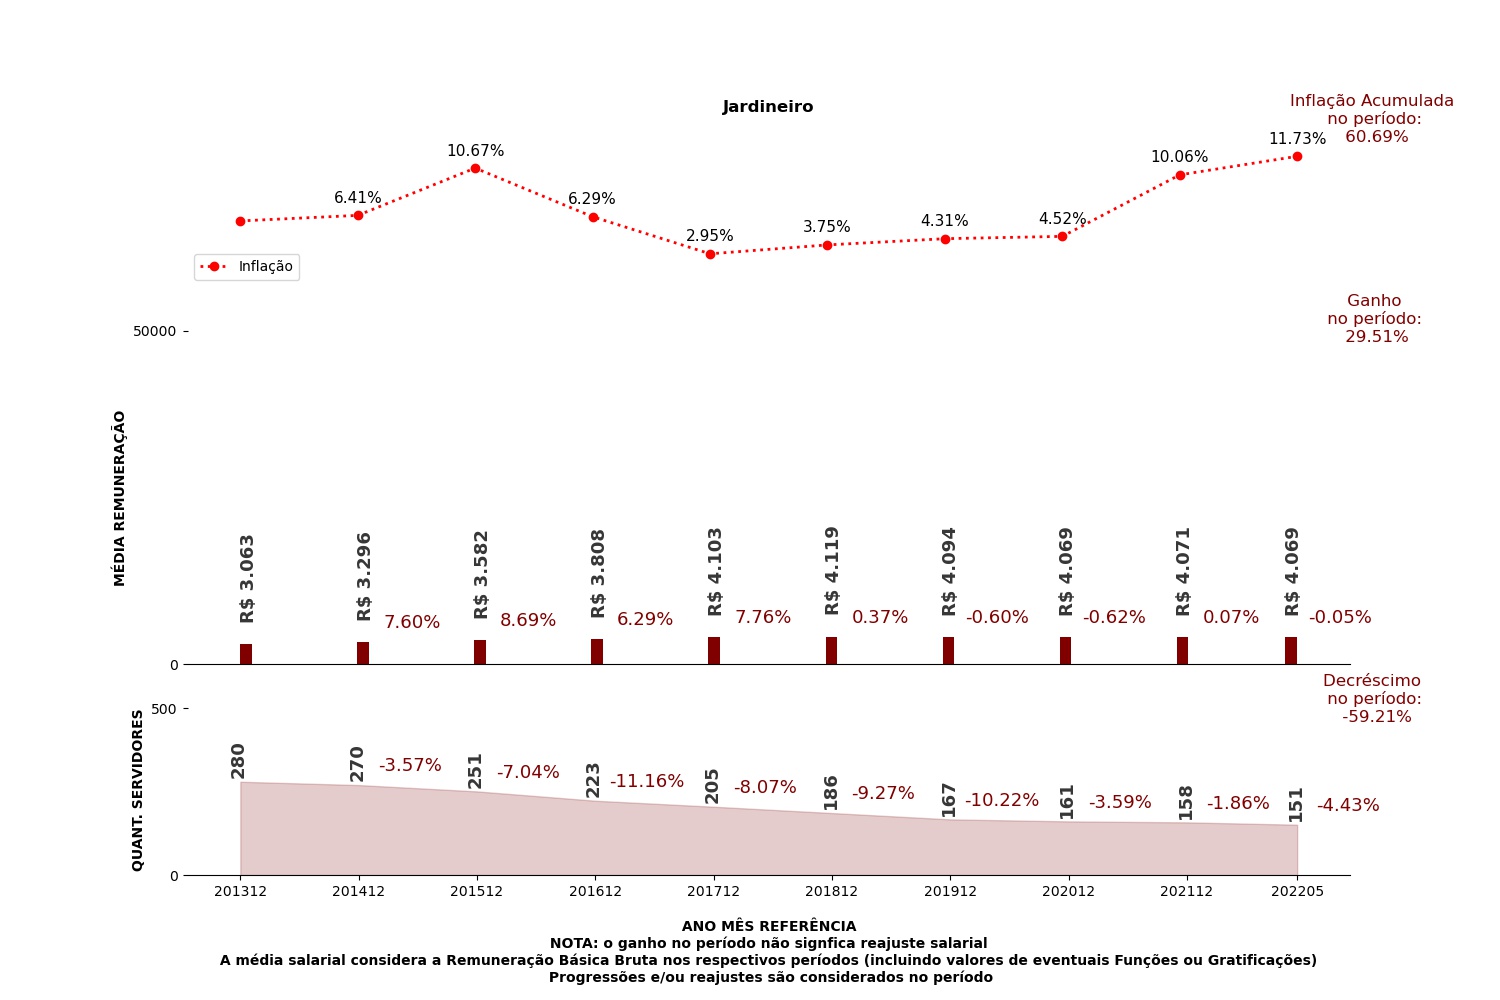 Jardineiro
Inflação Acumulada
no período:
60.69%
6.41%
10.67%
6.29%
2.95%
3.75%
4.31%
4.52%
10.06%
11.73%
Inflação
Ganho
no período:
29.51%
50000
0
MÉDIA REMUNERAÇÃO
R$ 3.063
R$ 3.296
R$ 3.582
R$ 3.808
R$ 4.103
R$ 4.119
R$ 4.094
R$ 4.069
R$ 4.071
R$ 4.069
7.60%
8.69%
6.29%
7.76%
0.37%
-0.60%
-0.62%
0.07%
-0.05%
Decréscimo
no período:
-59.21%
500
0
QUANT. SERVIDORES
280
270
251
223
205
186
167
161
158
151
-3.57%
-7.04%
-11.16%
-8.07%
-9.27%
-10.22%
-3.59%
-1.86%
-4.43%
201312
201412
201512
201612
201712
201812
201912
202012
202112
202205
ANO MÊS REFERÊNCIA
NOTA: o ganho no período não signfica reajuste salarial
A média salarial considera a Remuneração Básica Bruta nos respectivos períodos (incluindo valores de eventuais Funções ou Gratificações)
Progressões e/ou reajustes são considerados no período